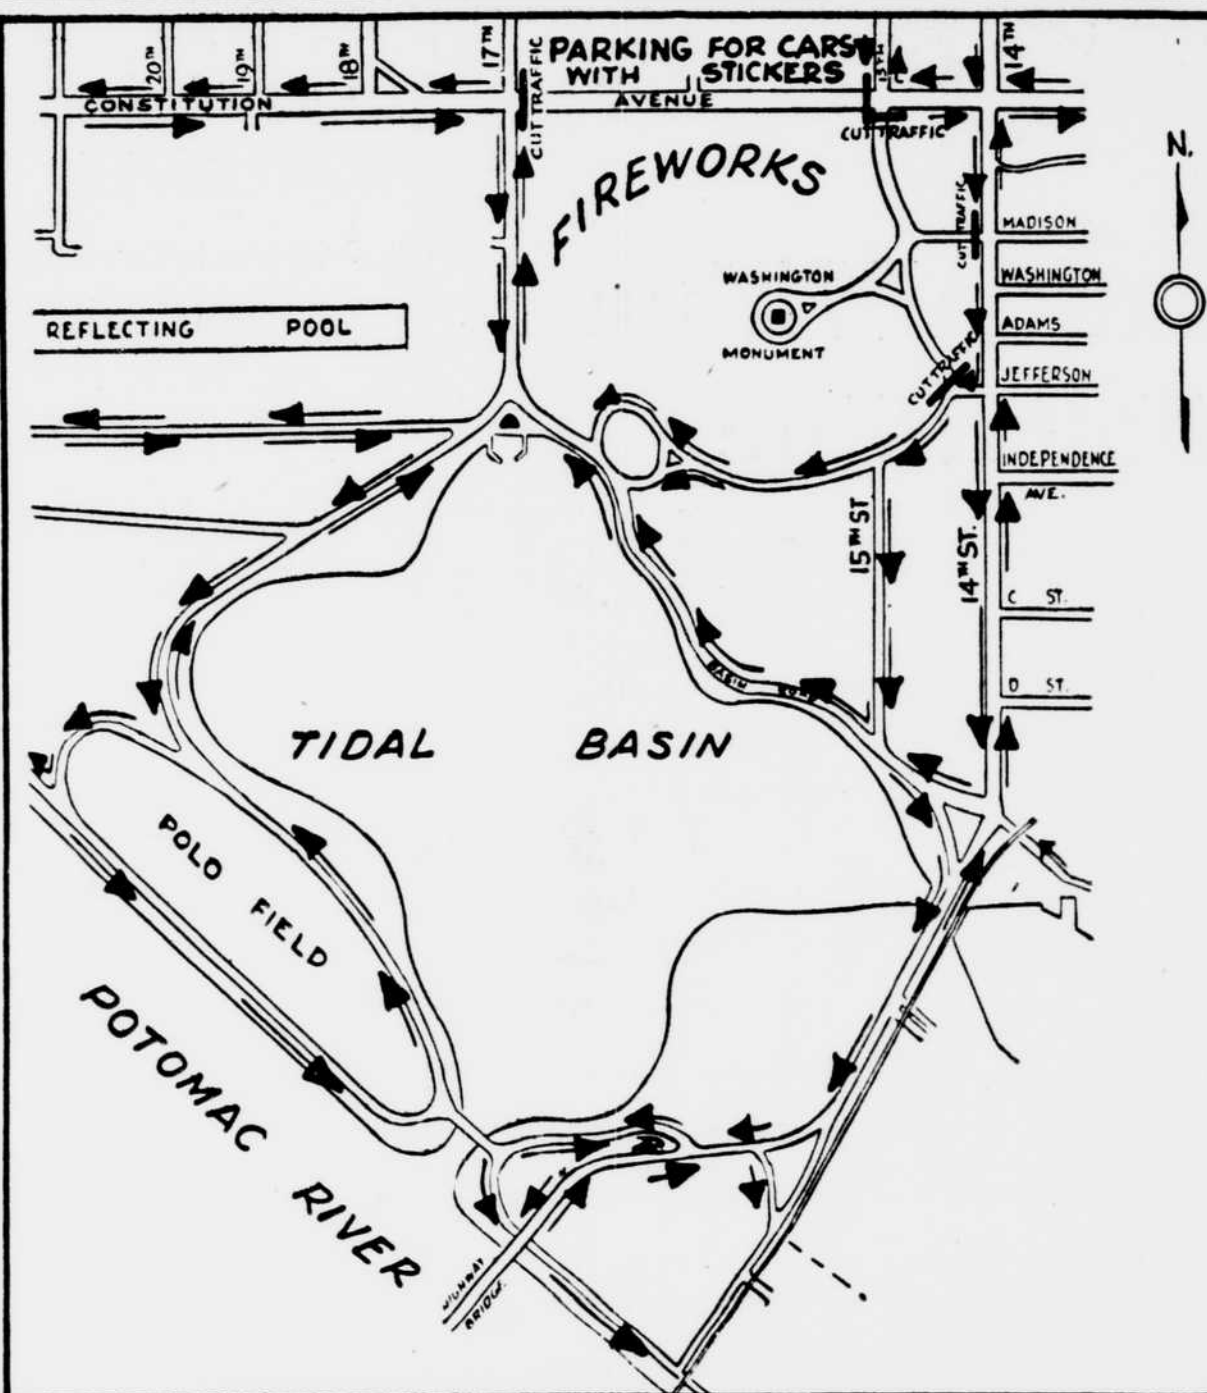 20TH
19TH
18TH
17TH
PARKING FOR CARS
WITH STICKERS
15TH
14TH
CONSTITUTION AVENUE
CUT TRAFFIC
CUT TRAFFIC
FIREWORKS
N.
CUT TRAFFIC
MADISON
WASHINGTON
MONUMENT
WASHINGTON
ADAMS
REFLECTING POOL
CUT TRAFFIC
JEFFERSON
INDEPENDENCE
AVE.
15TH ST
14TH ST.
C ST.
D ST.
BASIN
TIDAL BASIN
POLO
FIELD
POTOMAC
RIVER
HIGHWAY
BRIDGE